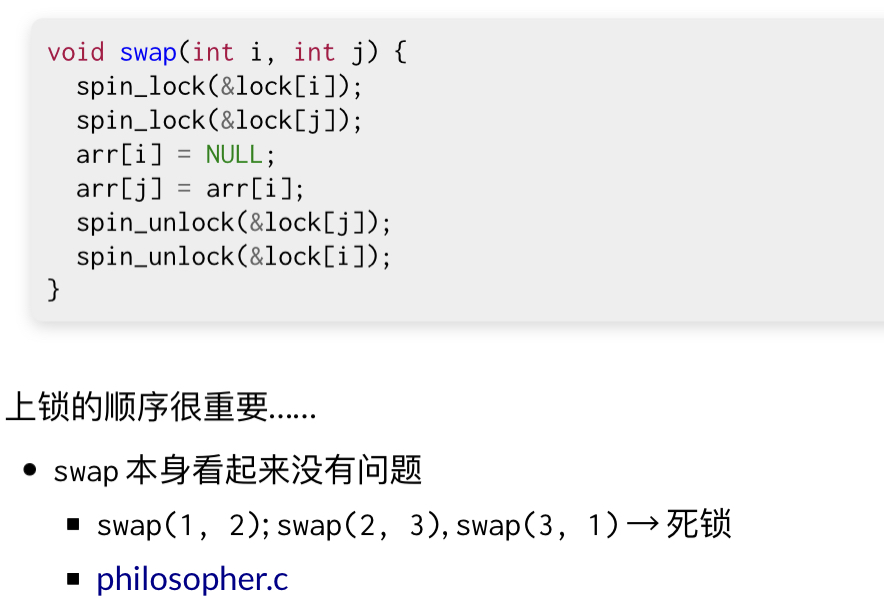 void swap(int i, int j) {
  spin_lock(&lock[i]);
  spin_lock(&lock[j]);
  arr[i] = NULL;
  arr[j] = arr[i];
  spin_unlock(&lock[j]);
  spin_unlock(&lock[i]);
}
上锁的顺序很重要……
• swap 本身看起来没有问题
▪ swap(1, 2); swap(2, 3), swap(3, 1) → 死锁
▪ philosopher.c